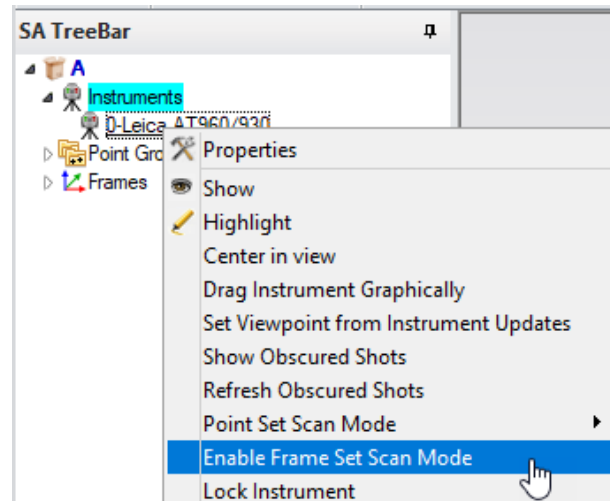 SA TreeBar
A
Instruments
0-Leica AT960/930
Point Gro
Frames
Properties
Show
Highlight
Center in view
Drag Instrument Graphically
Set Viewpoint from Instrument Updates
Show Obscured Shots
Refresh Obscured Shots
Point Set Scan Mode
Enable Frame Set Scan Mode
Lock Instrument